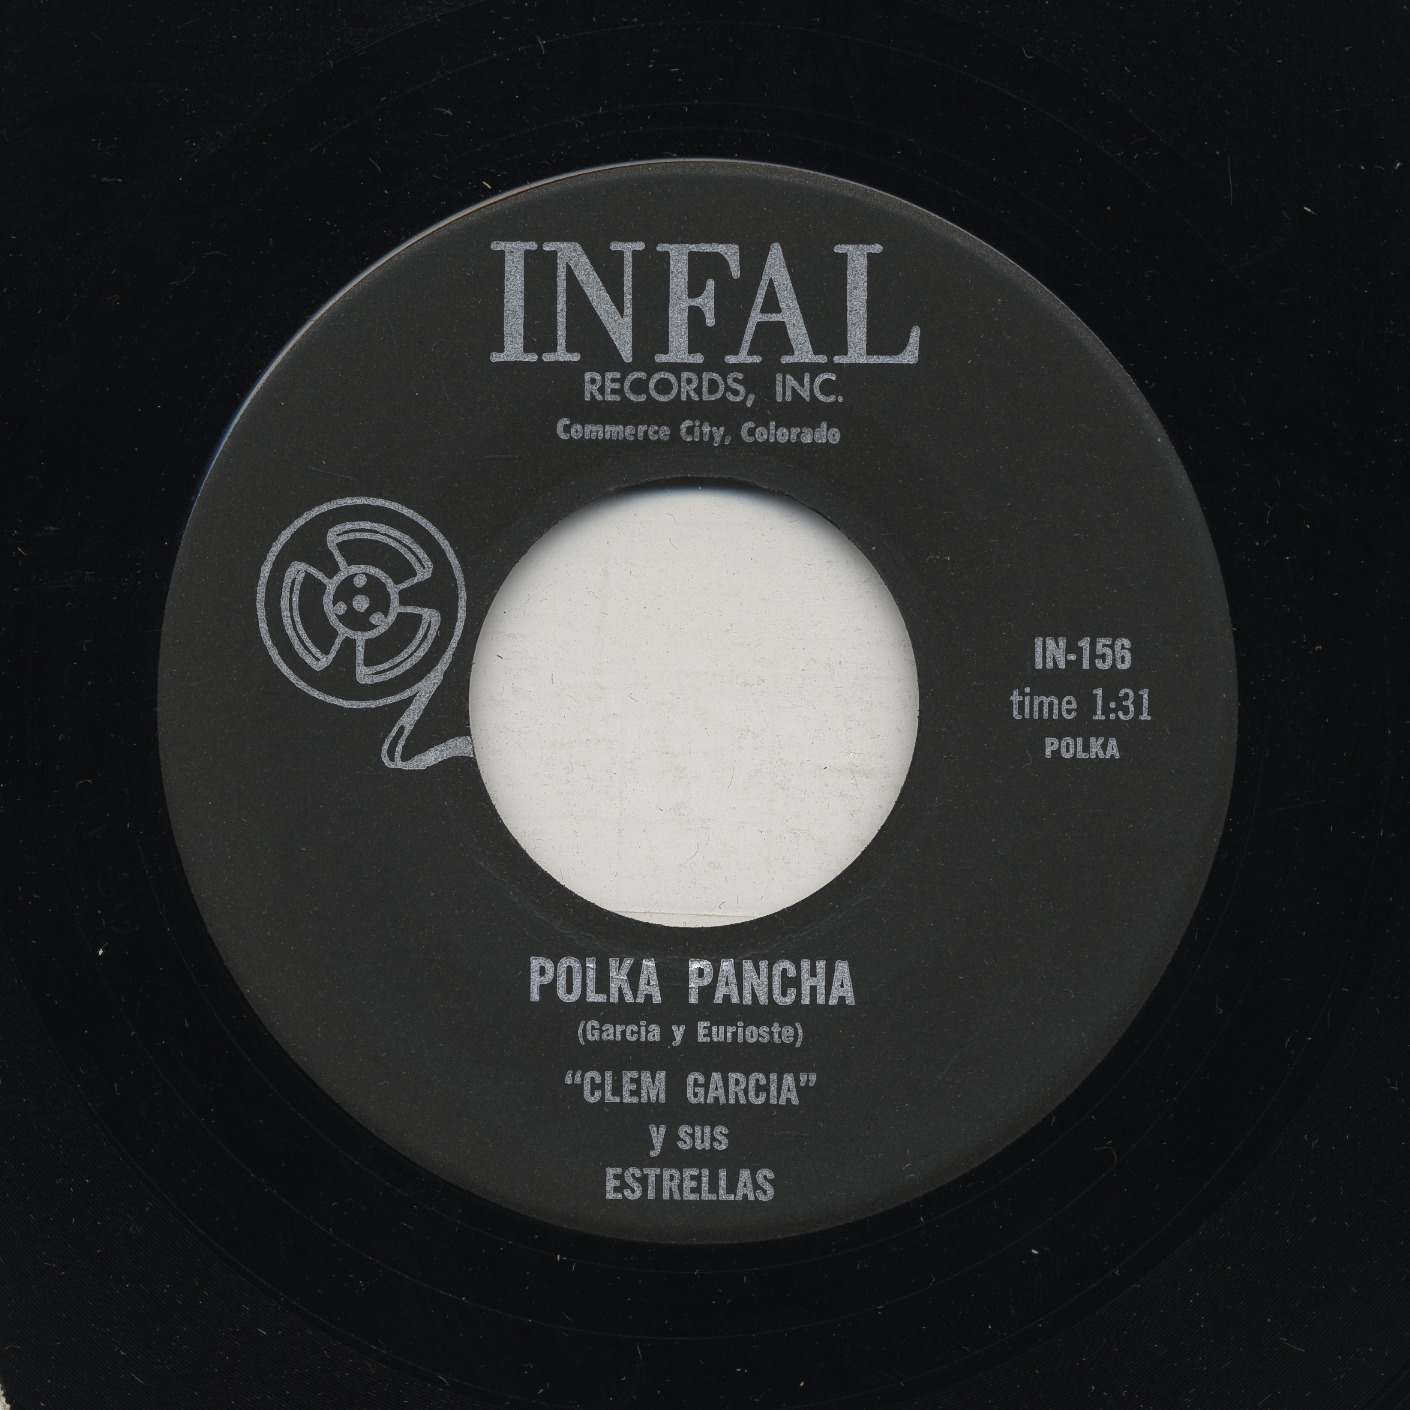 INFAL
RECORDS, INC.
Commerce City, Colorado
IN-156
time 1:31
POLKA
POLKA PANCHA
(Garcia y Eurioste)
“CLEM GARCIA”
y sus
ESTRELLAS